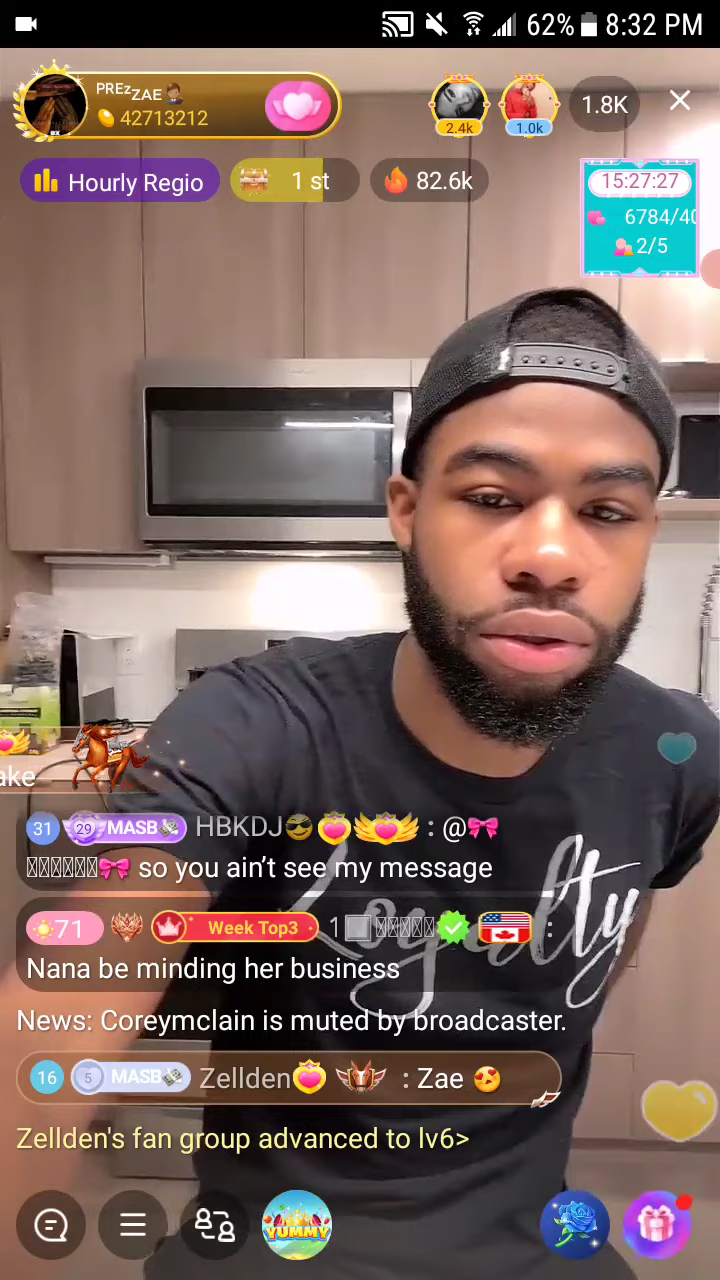 62% 8:32 PM
PREzZAE
42713212
2.4k
1.0k
1.8K
Hourly Regio
1 st
82.6k
15:27:27
6784/40
2/5
ake
31 29 MASB HBKDJ😎 : @🎀
🎀 so you ain't see my message
71 Week Top3 1 :
Nana be minding her business
Loyalty
News: Coreymclain is muted by broadcaster.
16 5 MASB Zellden : Zae 😍
Zellden's fan group advanced to lv6>
YUMMY